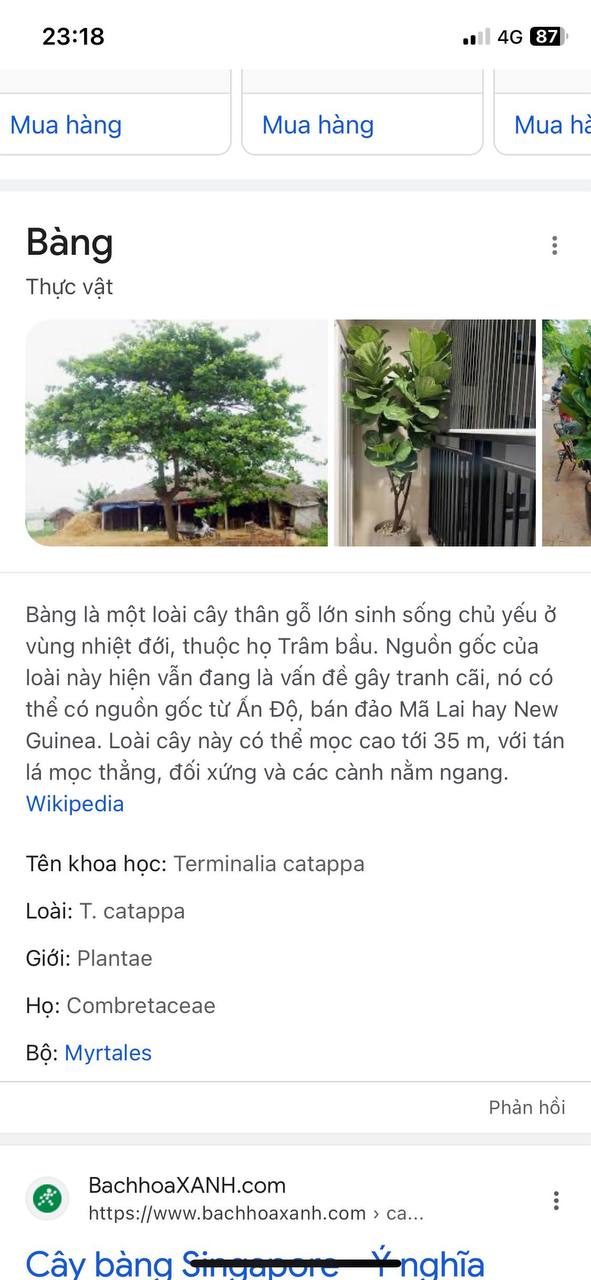 23:18
4G 87
Mua hàng
Mua hàng
Mua hà
Bàng
Thực vật
Bàng là một loài cây thân gỗ lớn sinh sống chủ yếu ở
vùng nhiệt đới, thuộc họ Trâm bầu. Nguồn gốc của
loài này hiện vẫn đang là vấn đề gây tranh cãi, nó có
thể có nguồn gốc từ Ấn Độ, bán đảo Mã Lai hay New
Guinea. Loài cây này có thể mọc cao tới 35 m, với tán
lá mọc thẳng, đối xứng và các cành nằm ngang.
Wikipedia
Tên khoa học: Terminalia catappa
Loài: T. catappa
Giới: Plantae
Họ: Combretaceae
Bộ: Myrtales
Phản hồi
BachhoaXANH.com
https://www.bachhoaxanh.com › ca...
Cây bàng Singapore - Ý nghĩa